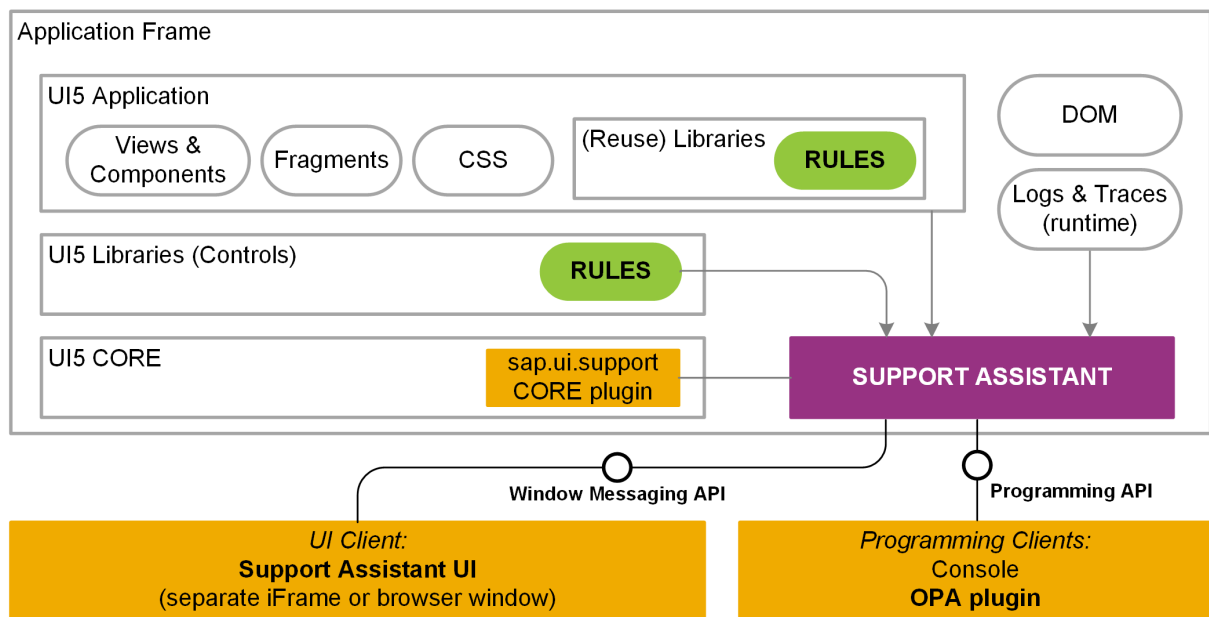 Application Frame
UI5 Application
Views &
Components
Fragments
CSS
(Reuse) Libraries
RULES
DOM
Logs & Traces
(runtime)
UI5 Libraries (Controls)
RULES
UI5 CORE
sap.ui.support
CORE plugin
SUPPORT ASSISTANT
Window Messaging API
Programming API
UI Client:
Support Assistant UI
(separate iFrame or browser window)
Programming Clients:
Console
OPA plugin